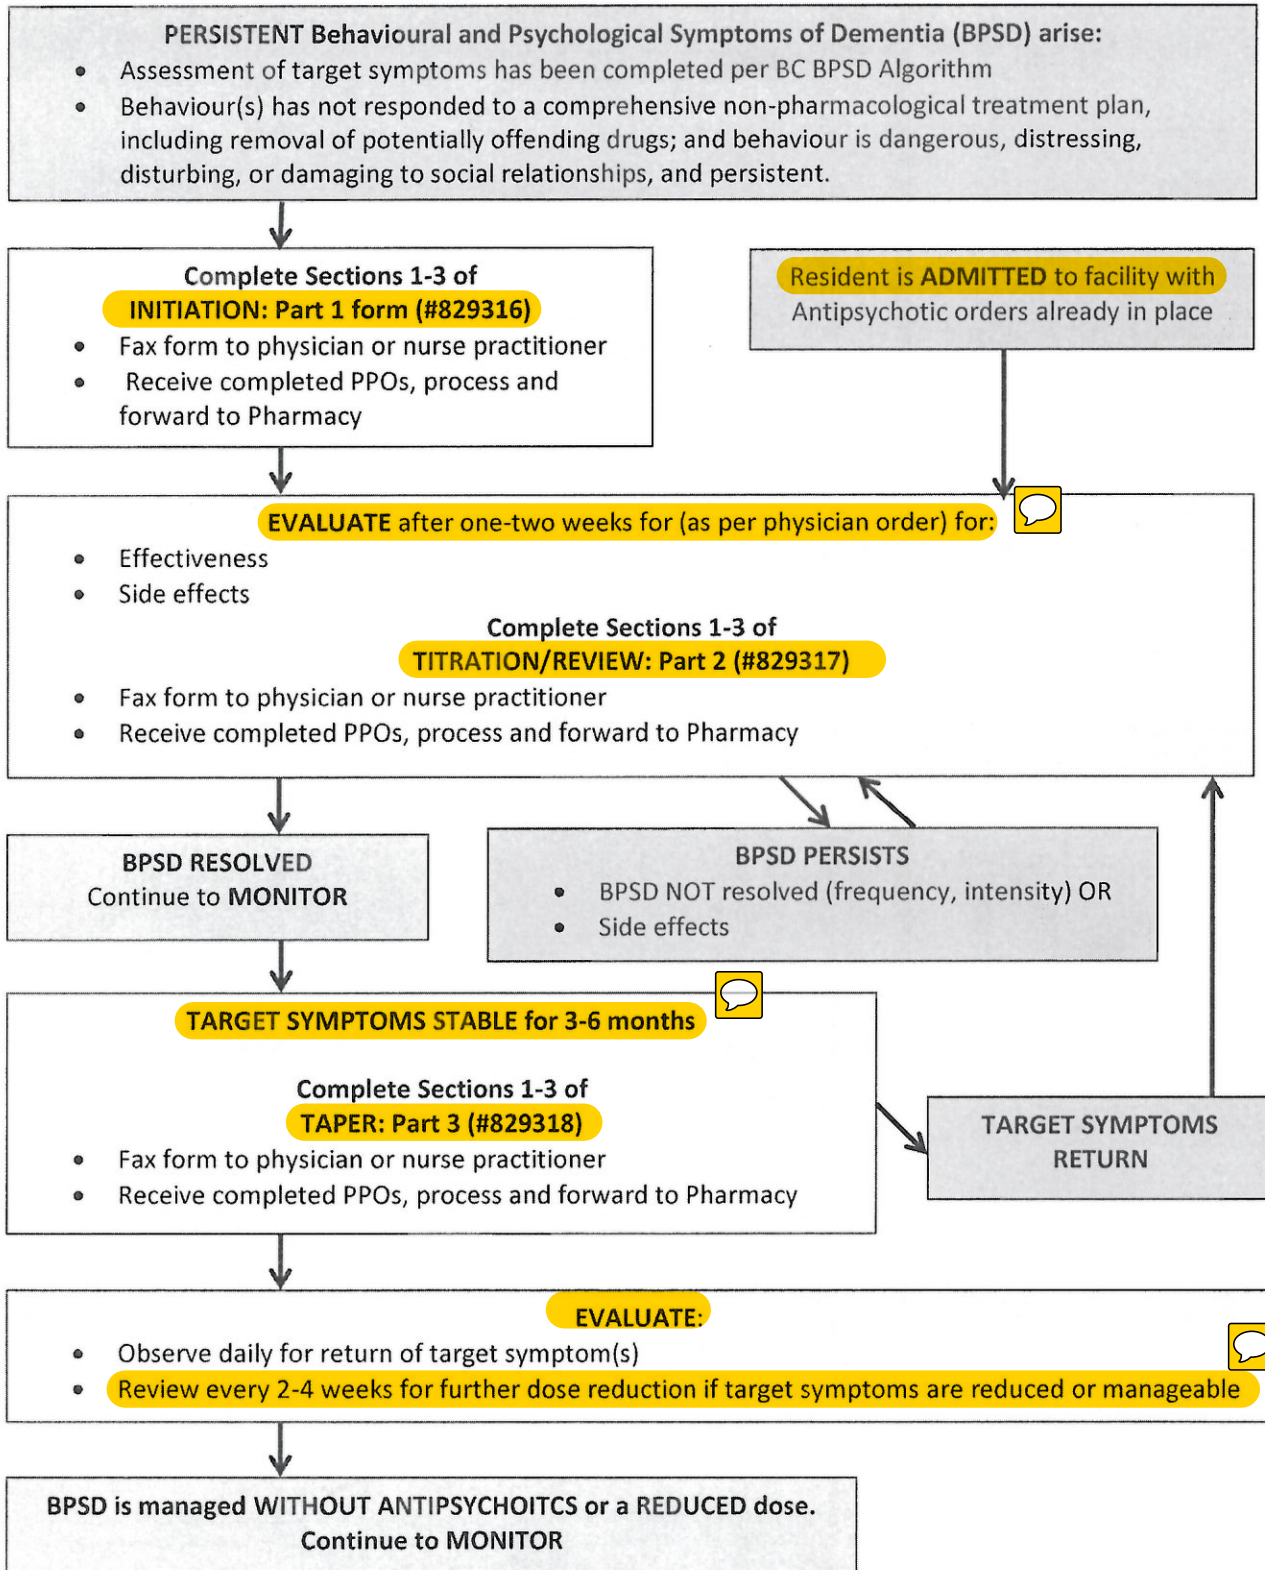 PERSISTENT Behavioural and Psychological Symptoms of Dementia (BPSD) arise:
• Assessment of target symptoms has been completed per BC BPSD Algorithm
• Behaviour(s) has not responded to a comprehensive non-pharmacological treatment plan,
including removal of potentially offending drugs; and behaviour is dangerous, distressing,
disturbing, or damaging to social relationships, and persistent.
Complete Sections 1-3 of
INITIATION: Part 1 form (#829316)
• Fax form to physician or nurse practitioner
• Receive completed PPOs, process and
forward to Pharmacy
Resident is ADMITTED to facility with
Antipsychotic orders already in place
EVALUATE after one-two weeks for (as per physician order) for:
• Effectiveness
• Side effects
Complete Sections 1-3 of
TITRATION/REVIEW: Part 2 (#829317)
• Fax form to physician or nurse practitioner
• Receive completed PPOs, process and forward to Pharmacy
BPSD RESOLVED
Continue to MONITOR
BPSD PERSISTS
• BPSD NOT resolved (frequency, intensity) OR
• Side effects
TARGET SYMPTOMS STABLE for 3-6 months
Complete Sections 1-3 of
TAPER: Part 3 (#829318)
• Fax form to physician or nurse practitioner
• Receive completed PPOs, process and forward to Pharmacy
TARGET SYMPTOMS
RETURN
EVALUATE:
• Observe daily for return of target symptom(s)
• Review every 2-4 weeks for further dose reduction if target symptoms are reduced or manageable
BPSD is managed WITHOUT ANTIPSYCHOITCS or a REDUCED dose.
Continue to MONITOR